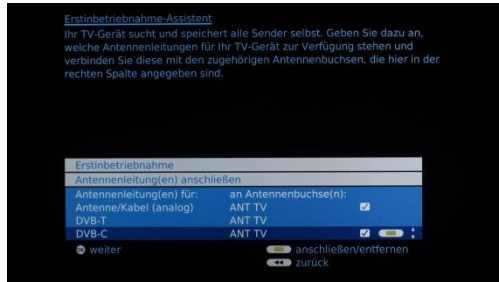 Erstinbetriebnahme-Assistent
Ihr TV-Gerät sucht und speichert alle Sender selbst. Geben Sie dazu an,
welche Antennenleitungen für Ihr TV-Gerät zur Verfügung stehen und
verbinden Sie diese mit den zugehörigen Antennenbuchsen, die hier in der
rechten Spalte angegeben sind.
Erstinbetriebnahme
Antennenleitung(en) anschließen
Antennenleitung(en) für: an Antennenbuchse(n):
Antenne/Kabel (analog) ANT TV
DVB-T ANT TV
DVB-C ANT TV
OK weiter anschließen/entfernen
zurück